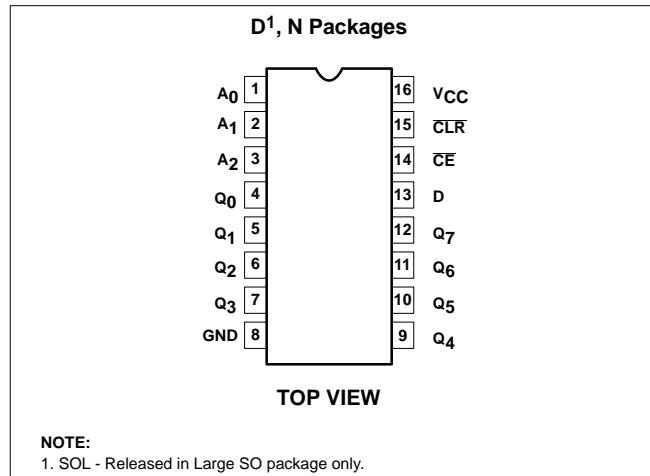 D¹, N Packages
A0 1 16 VCC
A1 2 15 CLR
A2 3 14 CE
Q0 4 13 D
Q1 5 12 Q7
Q2 6 11 Q6
Q3 7 10 Q5
GND 8 9 Q4
TOP VIEW
NOTE:
1. SOL - Released in Large SO package only.